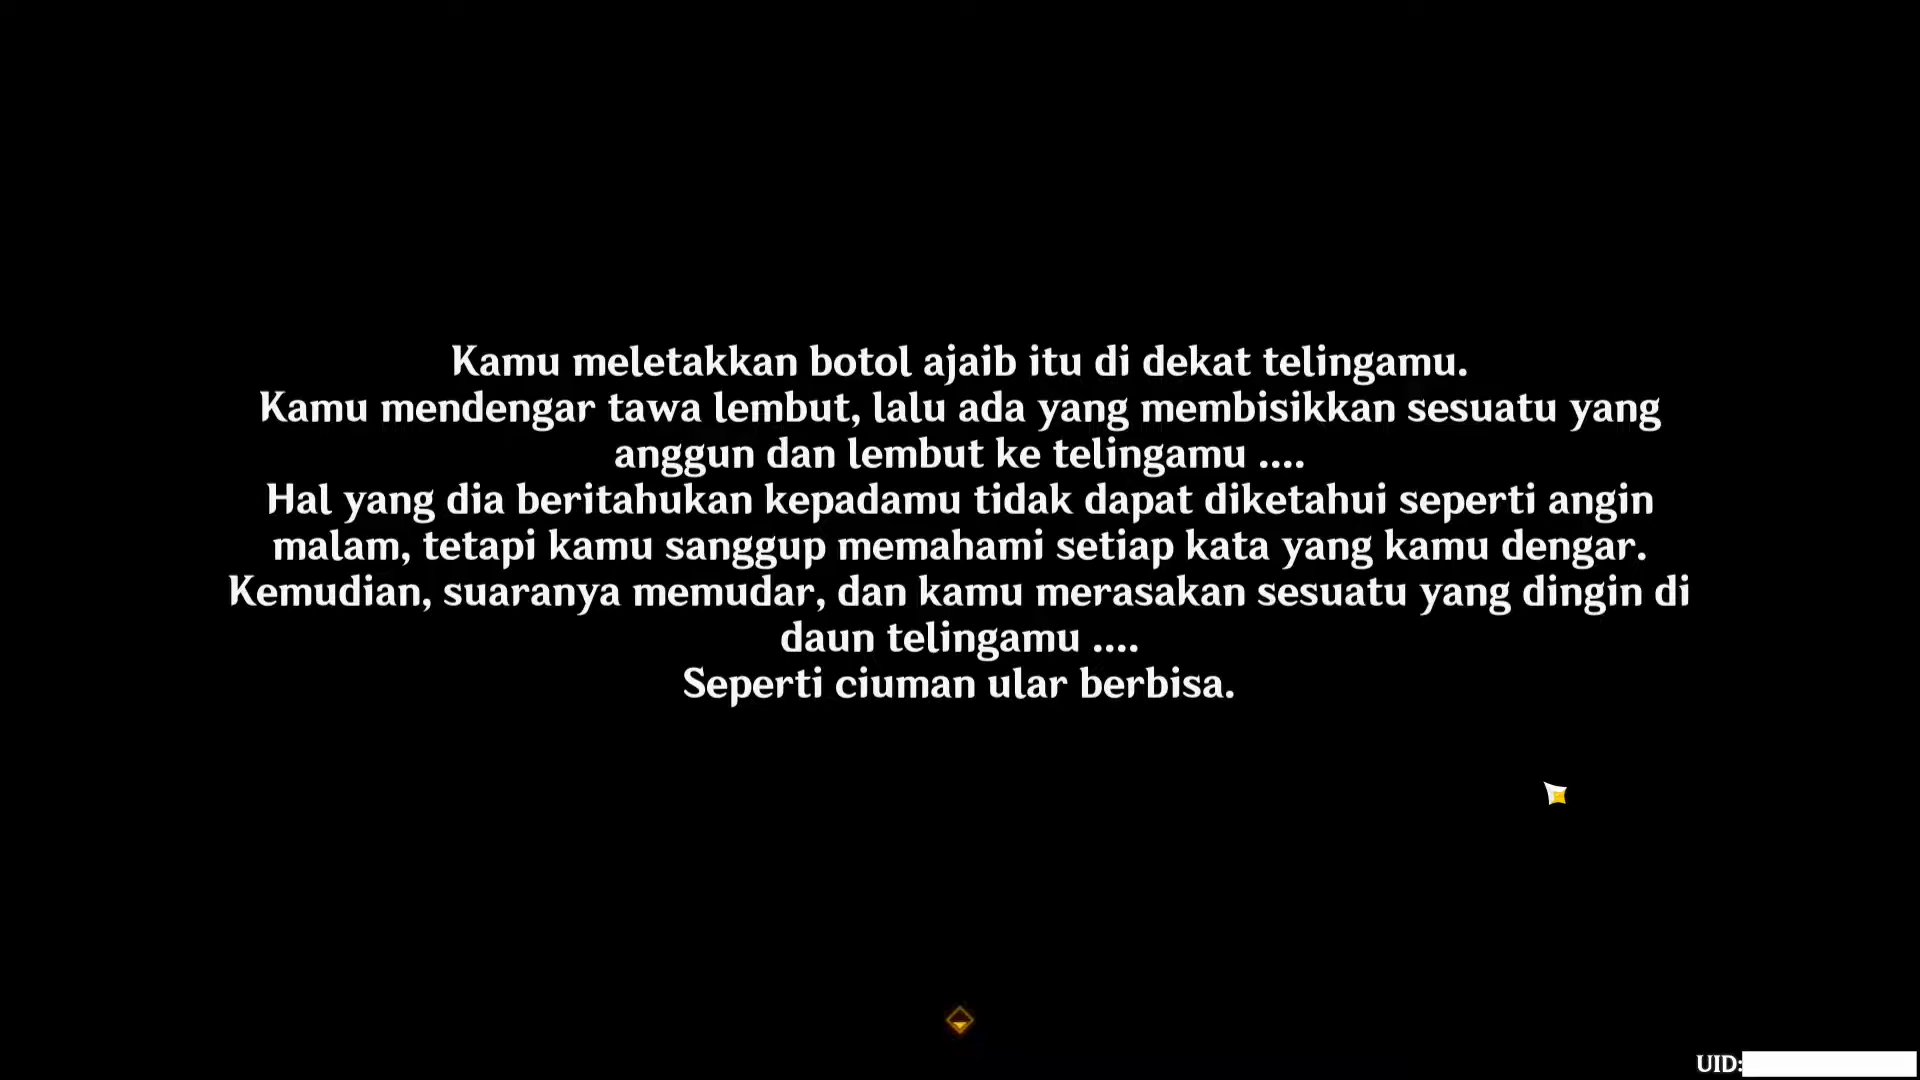 Kamu meletakkan botol ajaib itu di dekat telingamu.
Kamu mendengar tawa lembut, lalu ada yang membisikkan sesuatu yang
anggun dan lembut ke telingamu ....
Hal yang dia beritahukan kepadamu tidak dapat diketahui seperti angin
malam, tetapi kamu sanggup memahami setiap kata yang kamu dengar.
Kemudian, suaranya memudar, dan kamu merasakan sesuatu yang dingin di
daun telingamu ....
Seperti ciuman ular berbisa.
UID: